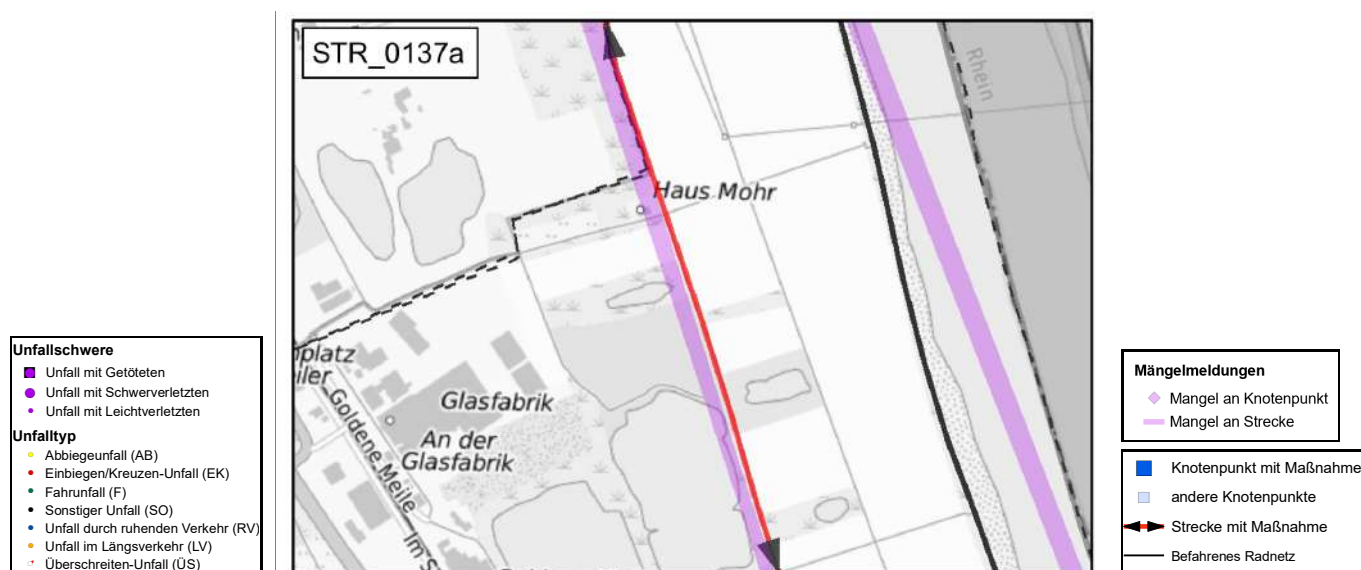 STR_0137a
Rhein
Haus Mohr
Glasfabrik
An der
Glasfabrik
Goldene Meile
Unfallschwere
Unfall mit Getöteten
Unfall mit Schwerverletzten
Unfall mit Leichtverletzten
Unfalltyp
Abbiegeunfall (AB)
Einbiegen/Kreuzen-Unfall (EK)
Fahrunfall (F)
Sonstiger Unfall (SO)
Unfall durch ruhenden Verkehr (RV)
Unfall im Längsverkehr (LV)
Überschreiten-Unfall (ÜS)
Mängelmeldungen
Mangel an Knotenpunkt
Mangel an Strecke
Knotenpunkt mit Maßnahme
andere Knotenpunkte
Strecke mit Maßnahme
Befahrenes Radnetz